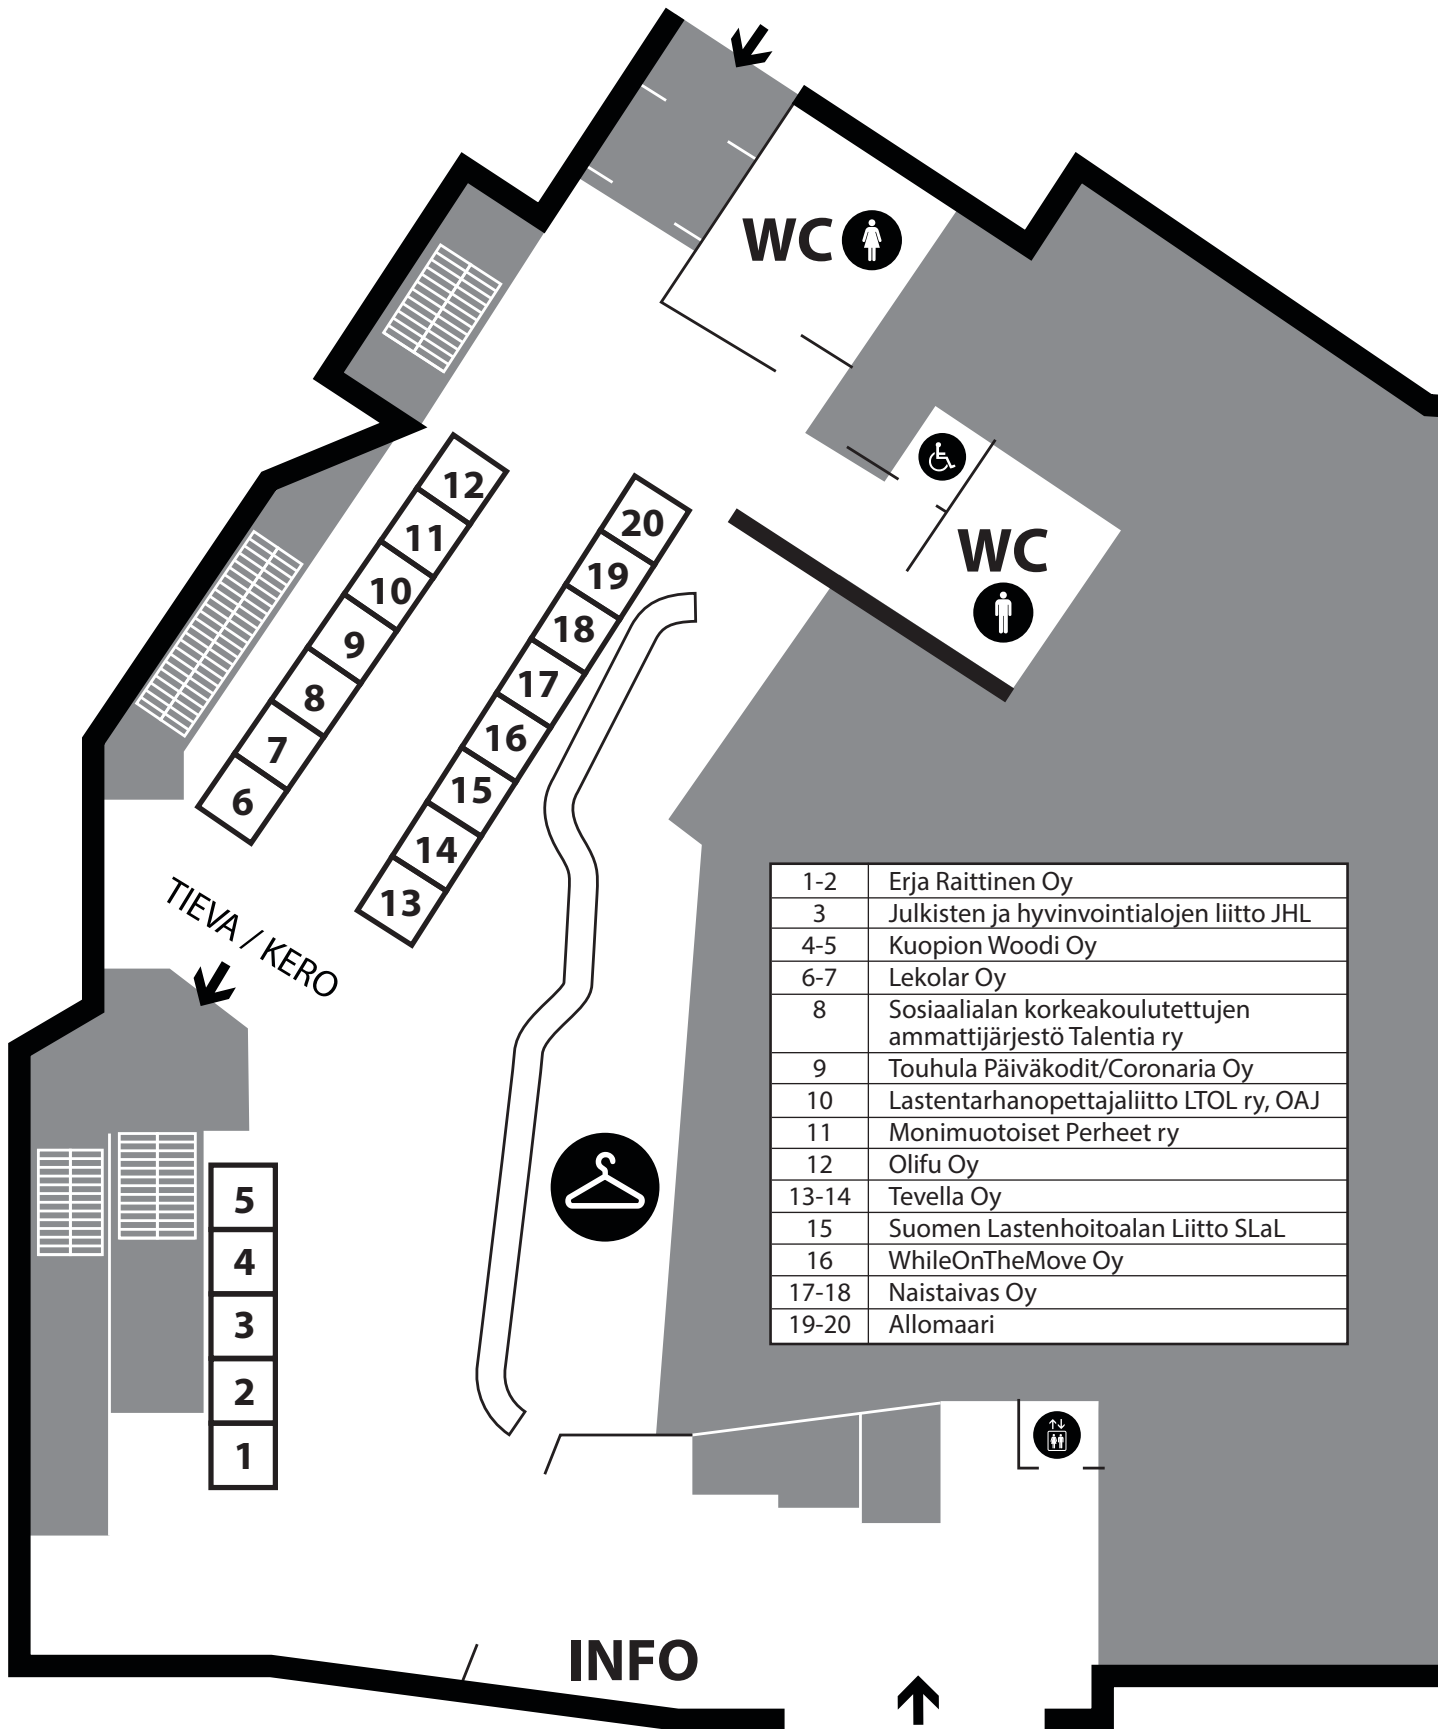 WC
WC
12
11
10
9
8
7
6
20
19
18
17
16
15
14
13
TIEVA / KERO
1-2 Erja Raittinen Oy
3 Julkisten ja hyvinvointialojen liitto JHL
4-5 Kuopion Woodi Oy
6-7 Lekolar Oy
8 Sosiaalialan korkeakoulutettujen
ammattijärjestö Talentia ry
9 Touhula Päiväkodit/Coronaria Oy
10 Lastentarhanopettajaliitto LTOL ry, OAJ
11 Monimuotoiset Perheet ry
12 Olifu Oy
13-14 Tevella Oy
15 Suomen Lastenhoitoalan Liitto SLaL
16 WhileOnTheMove Oy
17-18 Naistaivas Oy
19-20 Allomaari
5
4
3
2
1
INFO